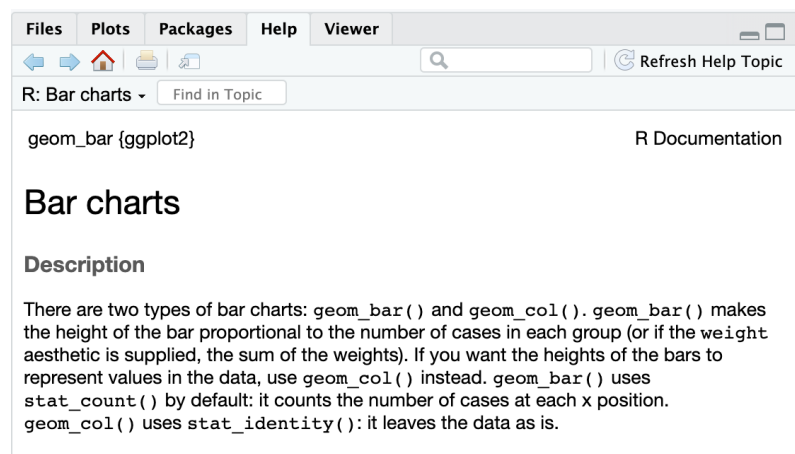 Files Plots Packages Help Viewer
Refresh Help Topic
R: Bar charts Find in Topic
geom_bar {ggplot2} R Documentation
Bar charts
Description
There are two types of bar charts: geom_bar() and geom_col(). geom_bar() makes
the height of the bar proportional to the number of cases in each group (or if the weight
aesthetic is supplied, the sum of the weights). If you want the heights of the bars to
represent values in the data, use geom_col() instead. geom_bar() uses
stat_count() by default: it counts the number of cases at each x position.
geom_col() uses stat_identity(): it leaves the data as is.